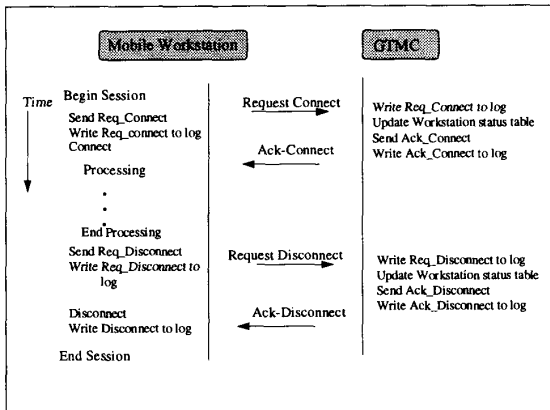 Mobile Workstation
GTMC
Time
Begin Session
Send Req_Connect
Write Req_connect to log
Connect
Processing
End Processing
Send Req_Disconnect
Write Req_Disconnect to
log
Disconnect
Write Disconnect to log
End Session
Request Connect
Ack-Connect
Request Disconnect
Ack-Disconnect
Write Req_Connect to log
Update Workstation status table
Send Ack_Connect
Write Ack_Connect to log
Write Req_Disconnect to log
Update Workstation status table
Send Ack_Disconnect
Write Ack_Disconnect to log